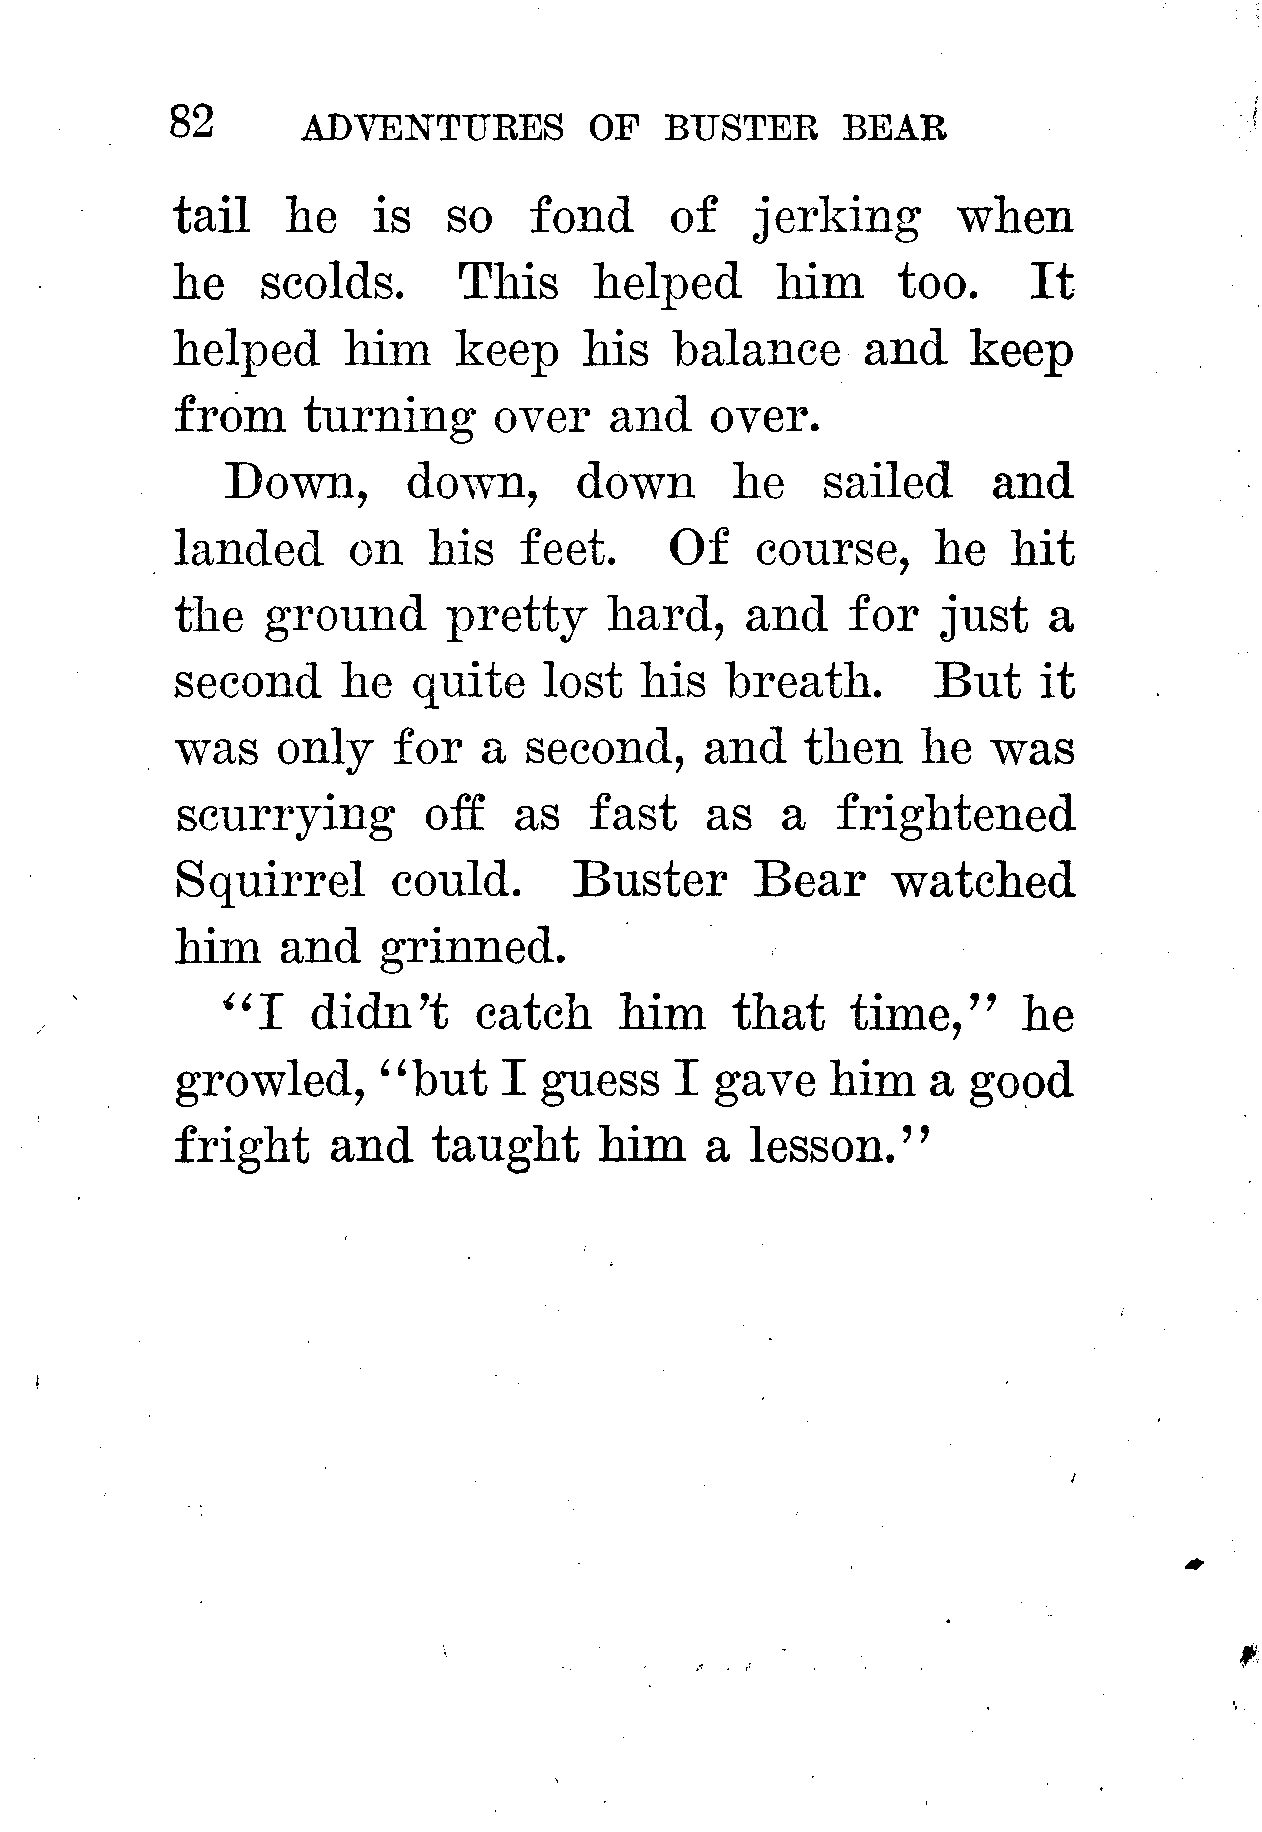 82 ADVENTURES OF BUSTER BEAR
tail he is so fond of jerking when
he scolds. This helped him too. It
helped him keep his balance and keep
from turning over and over.
Down, down, down he sailed and
landed on his feet. Of course, he hit
the ground pretty hard, and for just a
second he quite lost his breath. But it
was only for a second, and then he was
scurrying off as fast as a frightened
Squirrel could. Buster Bear watched
him and grinned.
“I didn’t catch him that time,” he
growled, “but I guess I gave him a good
fright and taught him a lesson.”